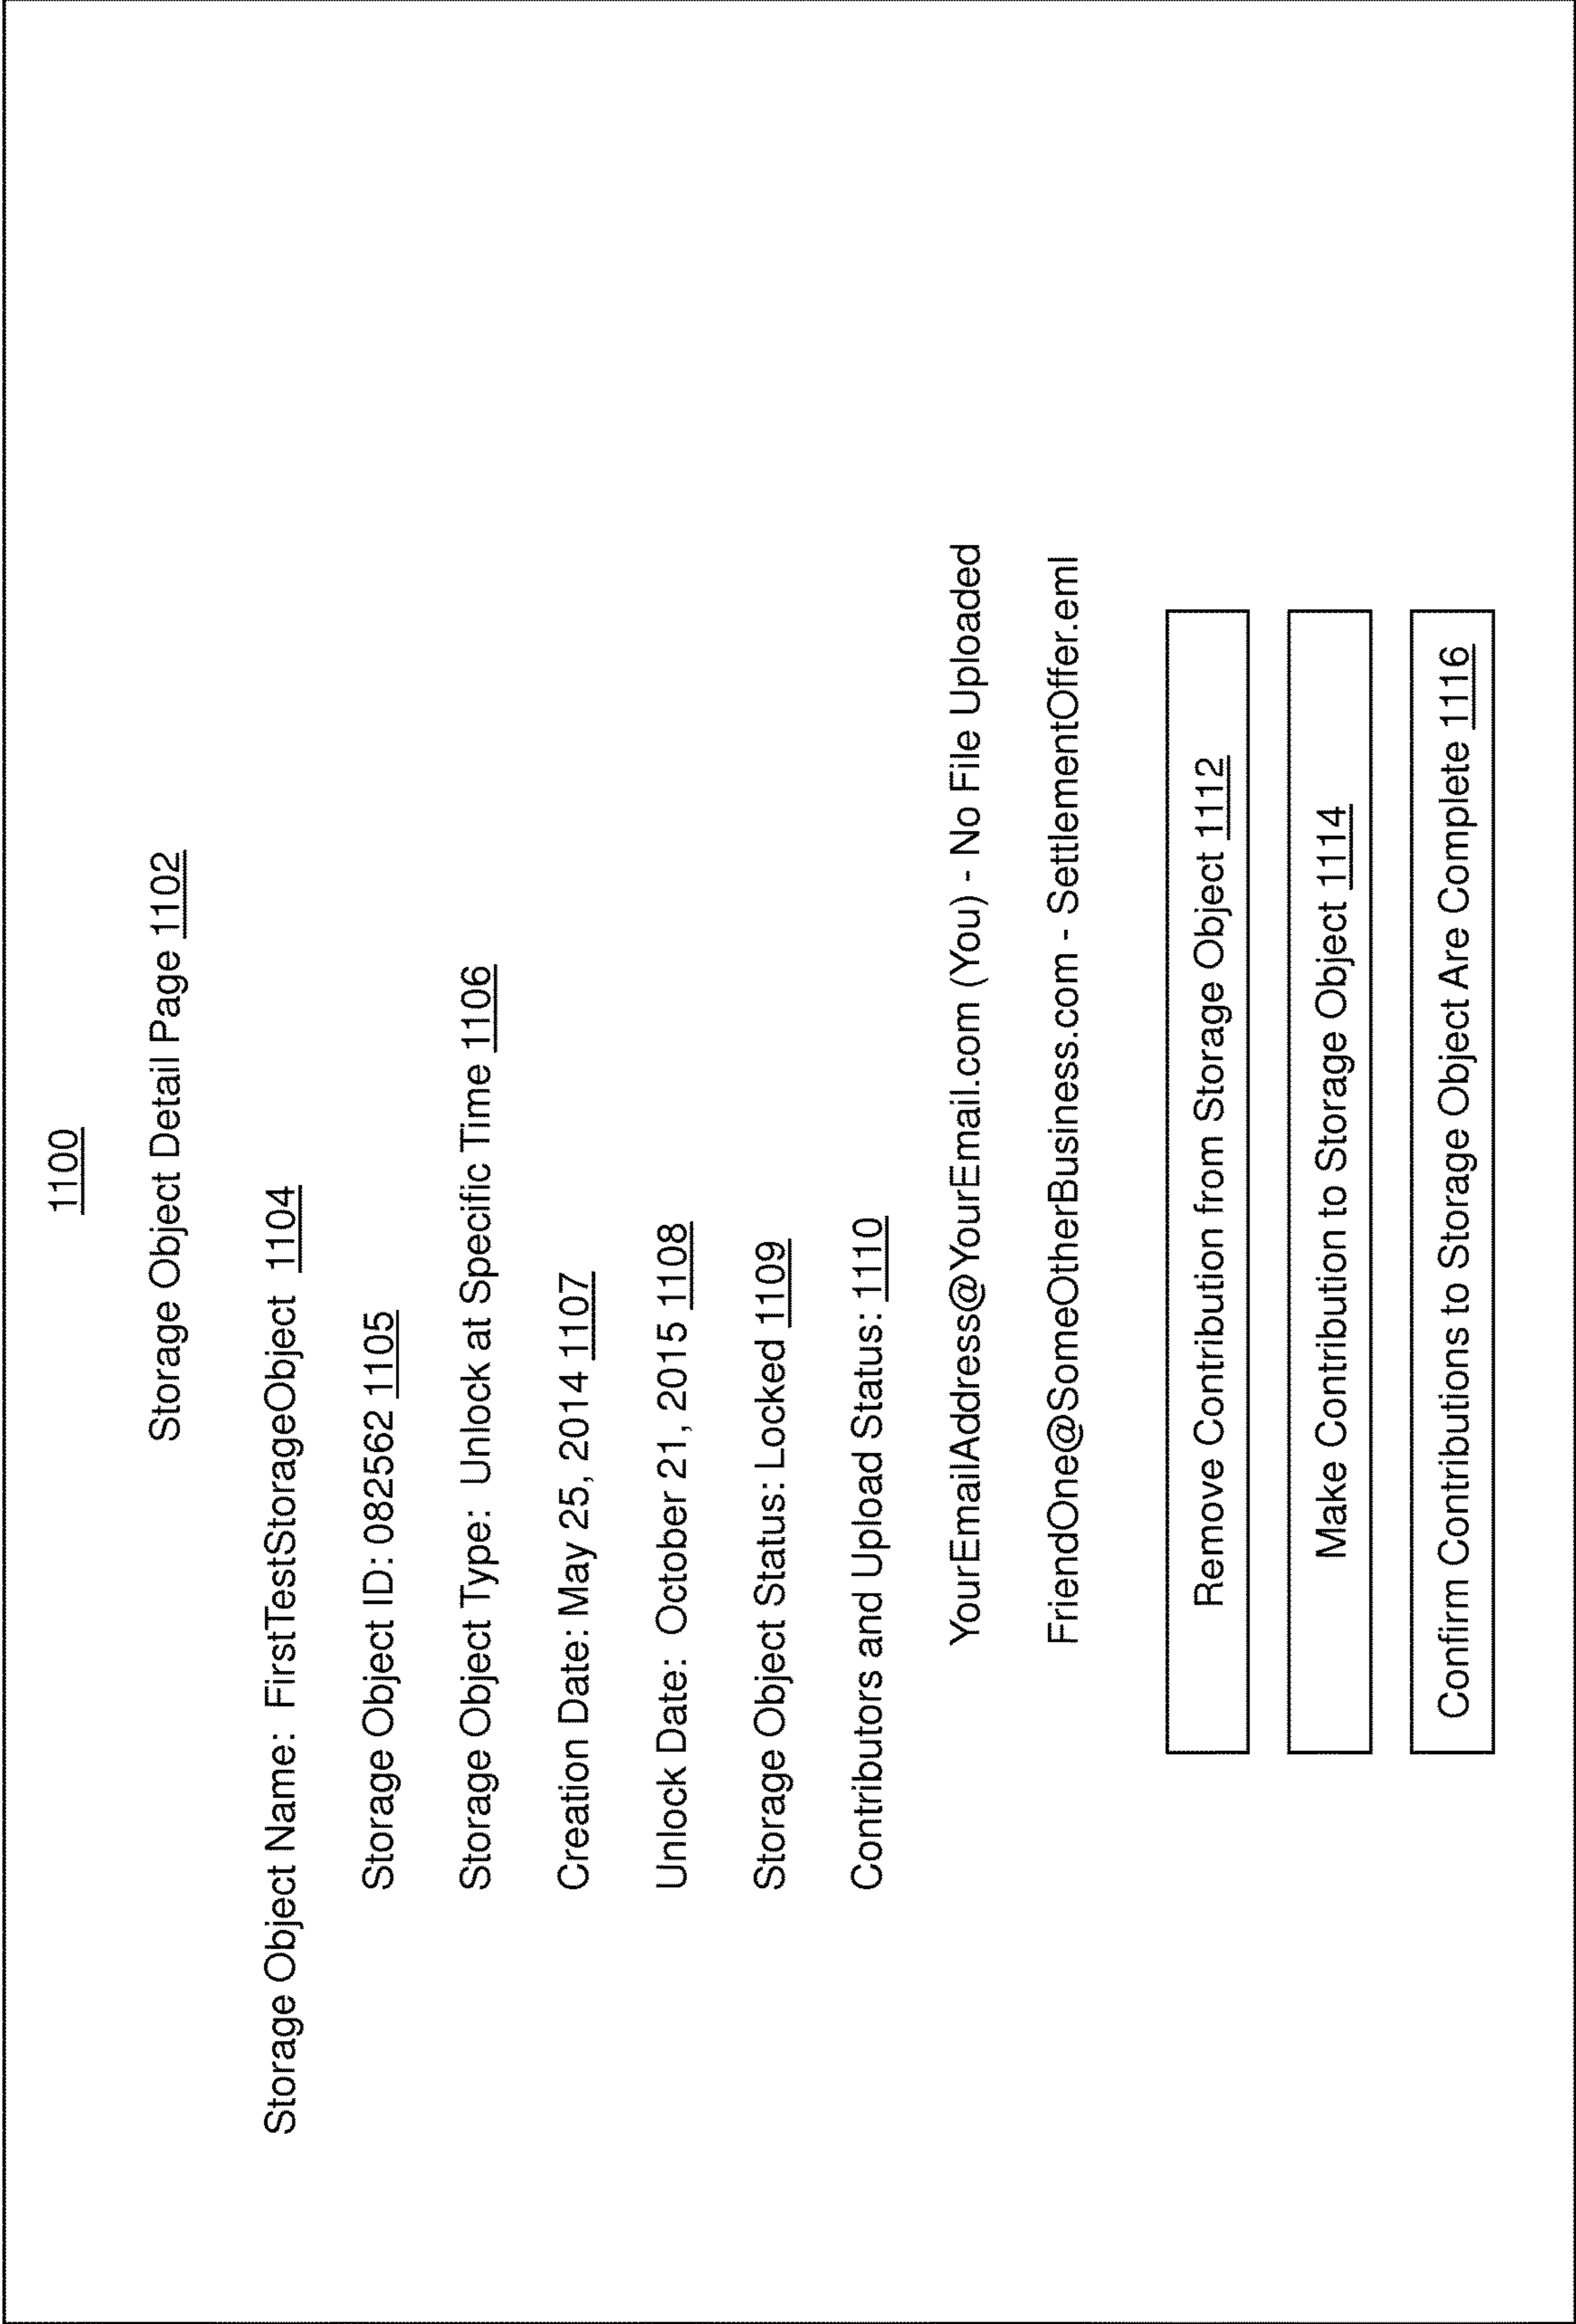 1100
Storage Object Detail Page 1102
Storage Object Name: FirstTestStorageObject 1104
Storage Object ID: 082562 1105
Storage Object Type: Unlock at Specific Time 1106
Creation Date: May 25, 2014 1107
Unlock Date: October 21, 2015 1108
Storage Object Status: Locked 1109
Contributors and Upload Status: 1110
YourEmailAddress@YourEmail.com (You) - No File Uploaded
FriendOne@SomeOtherBusiness.com - SettlementOffer.eml
Remove Contribution from Storage Object 1112
Make Contribution to Storage Object 1114
Confirm Contributions to Storage Object Are Complete 1116